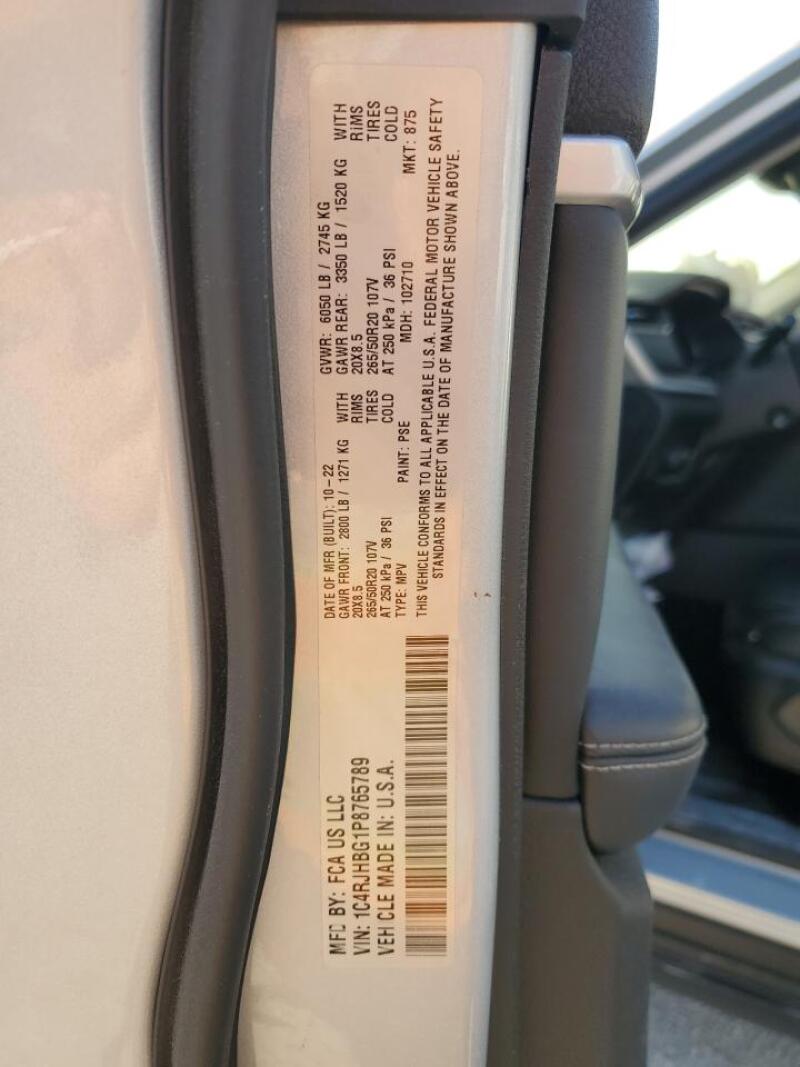 MFD BY: FCA US LLC
VIN: 1C4RJHBG1P8765789
VEHICLE MADE IN: U.S.A.
DATE OF MFR (BUILT): 10-22
GAWR FRONT: 2800 LB / 1271 KG WITH
20X8.5 RIMS
265/50R20 107V TIRES
AT 250 kPa / 36 PSI COLD
TYPE: MPV
GVWR: 6050 LB / 2745 KG
GAWR REAR: 3350 LB / 1520 KG WITH
20X8.5 RIMS
265/50R20 107V TIRES
AT 250 kPa / 36 PSI COLD
PAINT: PSE MDH: 102710 MKT: 875
THIS VEHICLE CONFORMS TO ALL APPLICABLE U.S.A. FEDERAL MOTOR VEHICLE SAFETY
STANDARDS IN EFFECT ON THE DATE OF MANUFACTURE SHOWN ABOVE.